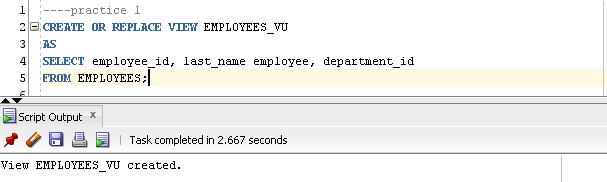 1 ----practice 1
2 CREATE OR REPLACE VIEW EMPLOYEES_VU
3 AS
4 SELECT employee_id, last_name employee, department_id
5 FROM EMPLOYEES;
6
Script Output x
Task completed in 2.667 seconds
View EMPLOYEES_VU created.